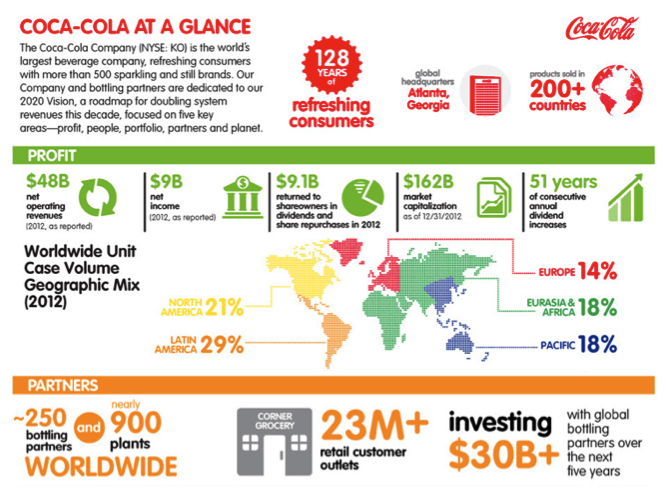 COCA-COLA AT A GLANCE
The Coca-Cola Company (NYSE: KO) is the world's
largest beverage company, refreshing consumers
with more than 500 sparkling and still brands. Our
Company and bottling partners are dedicated to our
2020 Vision, a roadmap for doubling system
revenues this decade, focused on five key
areas—profit, people, portfolio, partners and planet.
128
YEARS
of
refreshing
consumers
global
headquarters
Atlanta,
Georgia
Coca-Cola
products sold in
200+
countries
PROFIT
$48B
net
operating
revenues
(2012, as reported)
$9B
net
income
(2012, as reported)
$9.1B
returned to
shareowners in
dividends and
share repurchases in 2012
$162B
market
capitalization
as of 12/31/2012
51 years
of consecutive
annual
dividend
increases
Worldwide Unit
Case Volume
Geographic Mix
(2012)
NORTH
AMERICA 21%
LATIN
AMERICA 29%
EUROPE 14%
EURASIA &
AFRICA 18%
PACIFIC 18%
PARTNERS
~250
bottling
partners
and
nearly
900
plants
WORLDWIDE
CORNER
GROCERY
23M+
retail customer
outlets
investing
$30B+
with global
bottling
partners over
the next
five years